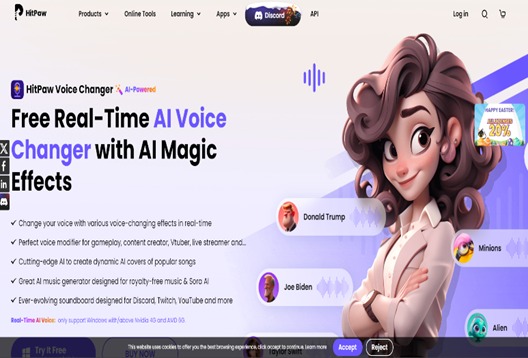 HitPaw
Products
Online Tools
Learning
Apps
Discord
API
Log in
HitPaw Voice Changer AI-Powered
Free Real-Time AI Voice
Changer with AI Magic
Effects
HAPPY EASTER
20%
✓ Change your voice with various voice-changing effects in real-time
✓ Perfect voice modifier for gameplay, content creator, Vtuber, live streamer and...
✓ Cutting-edge AI to create dynamic AI covers of popular songs
✓ Great AI music generator designed for royalty-free music & Sora AI
✓ Ever-evolving soundboard designed for Discord, Twitch, YouTube and more
Real-Time AI Voice: only support Windows with/above Nvidia 4G and AMD 6G.
Donald Trump
Minions
Joe Biden
Alien
Taylor Swift
Try It Free
BUY NOW
This website uses cookies to offer you the best browsing experience, click accept to continue. Learn more
Accept
Reject